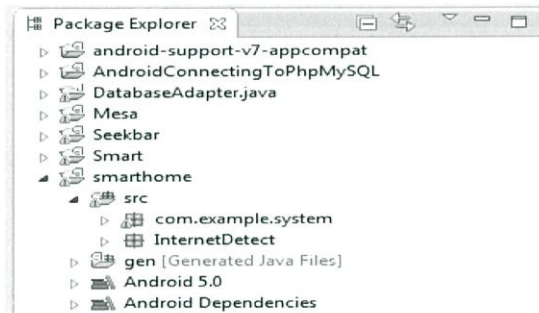 Package Explorer
android-support-v7-appcompat
AndroidConnectingToPhpMySQL
DatabaseAdapter.java
Mesa
Seekbar
Smart
smarthome
src
com.example.system
InternetDetect
gen [Generated Java Files]
Android 5.0
Android Dependencies